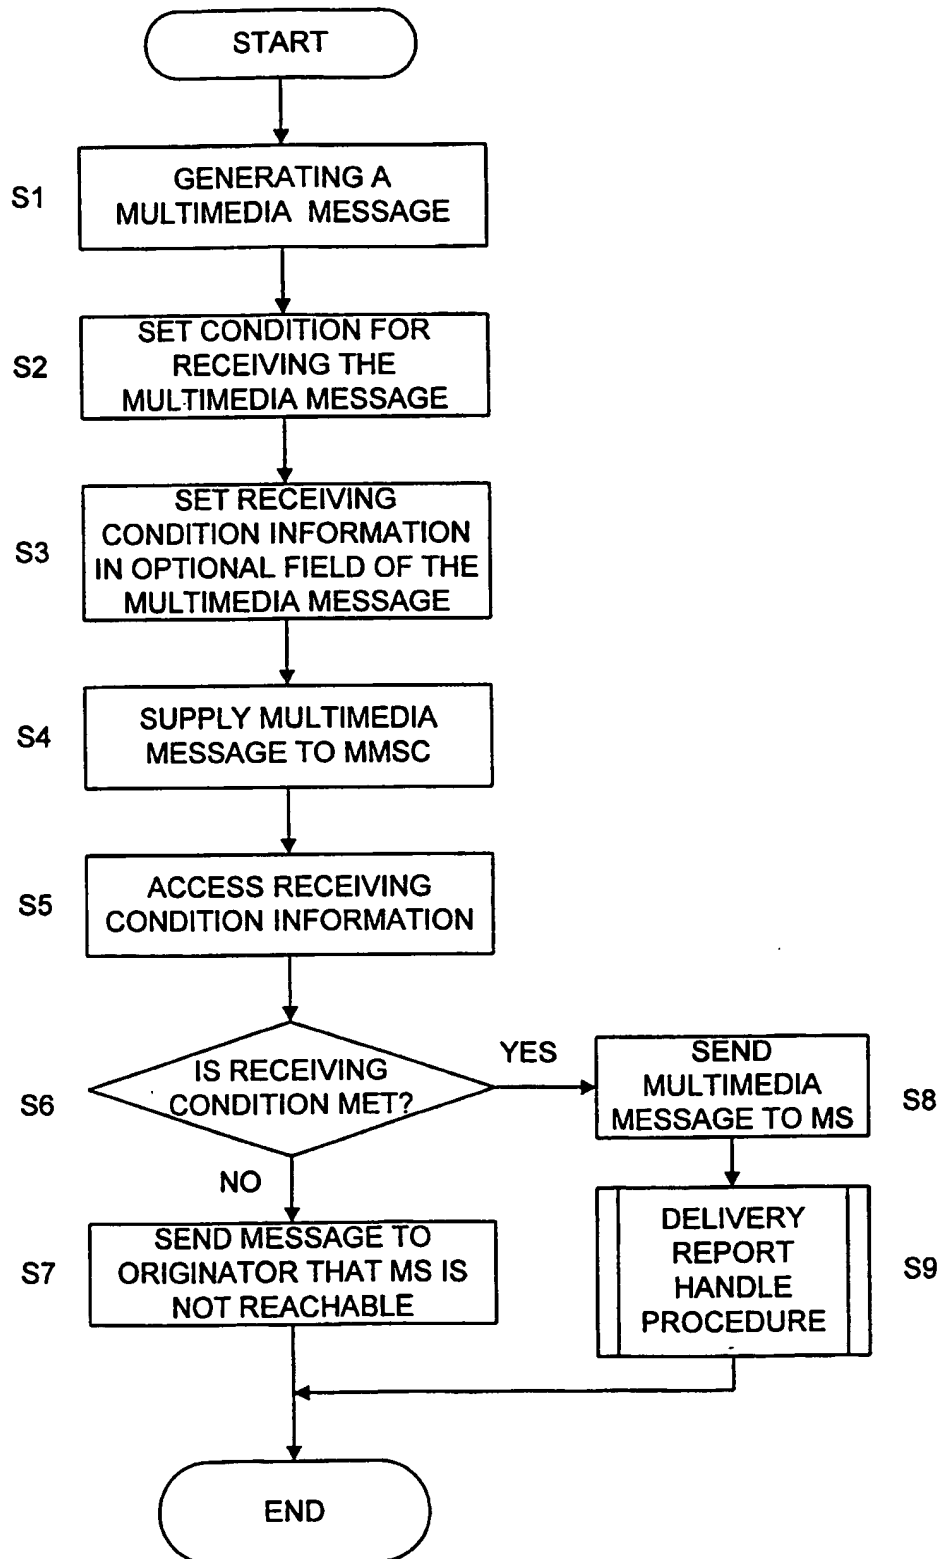 START
S1
GENERATING A
MULTIMEDIA MESSAGE
S2
SET CONDITION FOR
RECEIVING THE
MULTIMEDIA MESSAGE
S3
SET RECEIVING
CONDITION INFORMATION
IN OPTIONAL FIELD OF THE
MULTIMEDIA MESSAGE
S4
SUPPLY MULTIMEDIA
MESSAGE TO MMSC
S5
ACCESS RECEIVING
CONDITION INFORMATION
S6
IS RECEIVING
CONDITION MET?
YES
SEND
MULTIMEDIA
MESSAGE TO MS
S8
NO
S7
SEND MESSAGE TO
ORIGINATOR THAT MS IS
NOT REACHABLE
DELIVERY
REPORT
HANDLE
PROCEDURE
S9
END